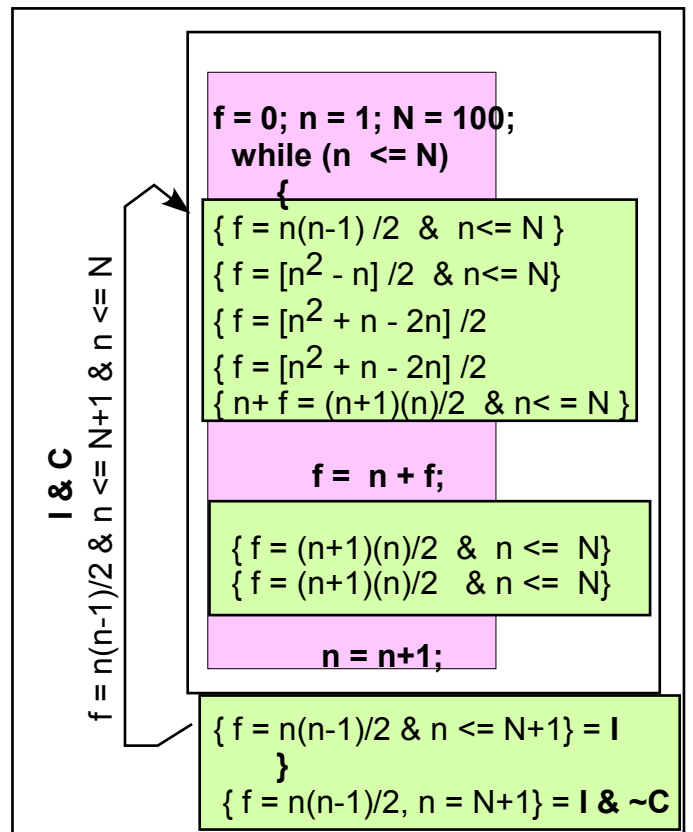 f = 0; n = 1; N = 100;
while (n <= N)
{
{ f = n(n-1) /2 & n<= N }
{ f = [n² - n] /2 & n<= N}
{ f = [n² + n - 2n] /2
{ f = [n² + n - 2n] /2
{ n+ f = (n+1)(n)/2 & n< = N }
f = n + f;
{ f = (n+1)(n)/2 & n <= N}
{ f = (n+1)(n)/2 & n <= N}
n = n+1;
{ f = n(n-1)/2 & n <= N+1} = I
}
{ f = n(n-1)/2, n = N+1} = I & ~C
I & C
f = n(n-1)/2 & n <= N+1 & n <= N